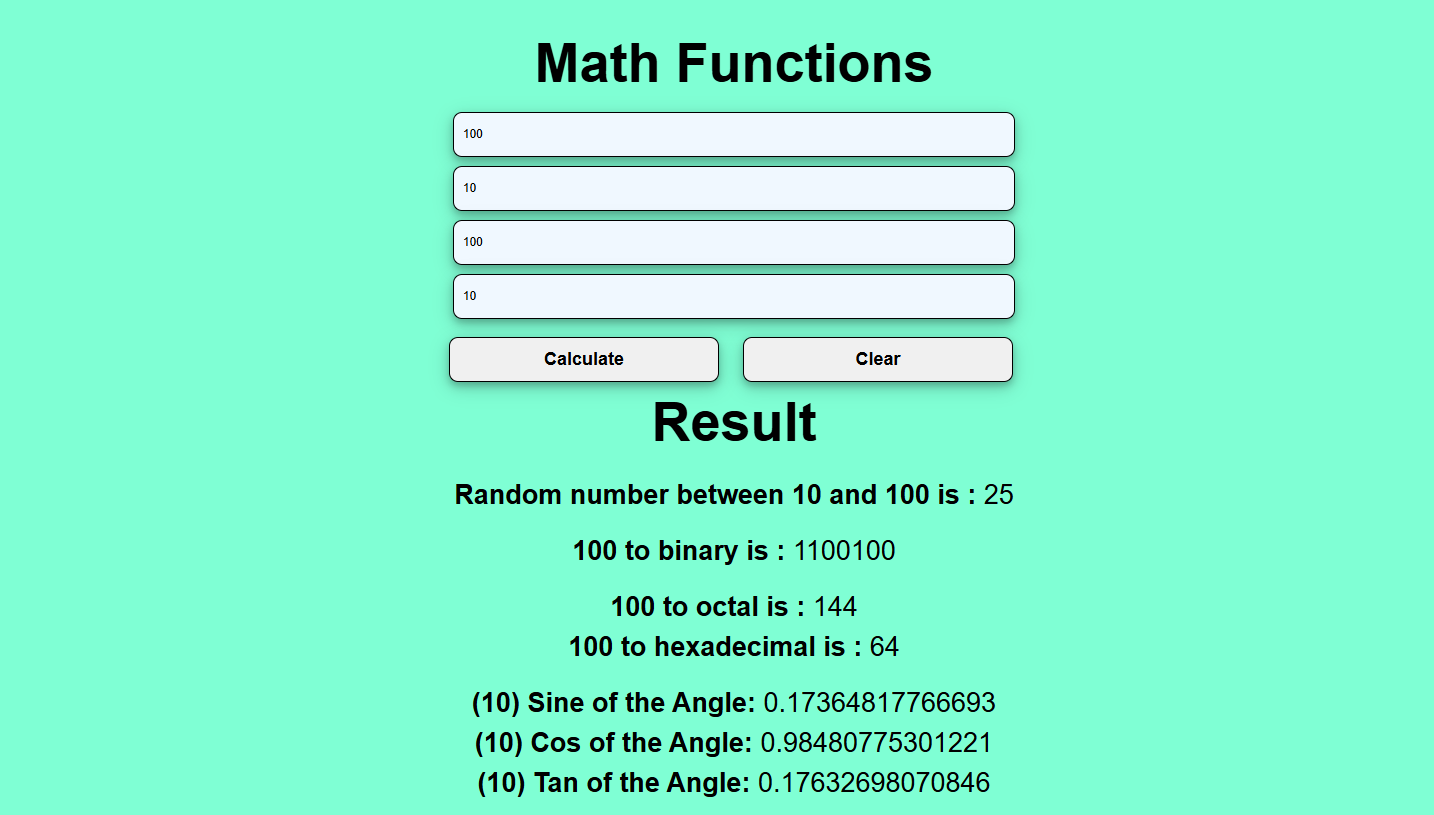 Math Functions
100
10
100
10
Calculate Clear
Result
Random number between 10 and 100 is : 25
100 to binary is : 1100100
100 to octal is : 144
100 to hexadecimal is : 64
(10) Sine of the Angle: 0.17364817766693
(10) Cos of the Angle: 0.98480775301221
(10) Tan of the Angle: 0.17632698070846